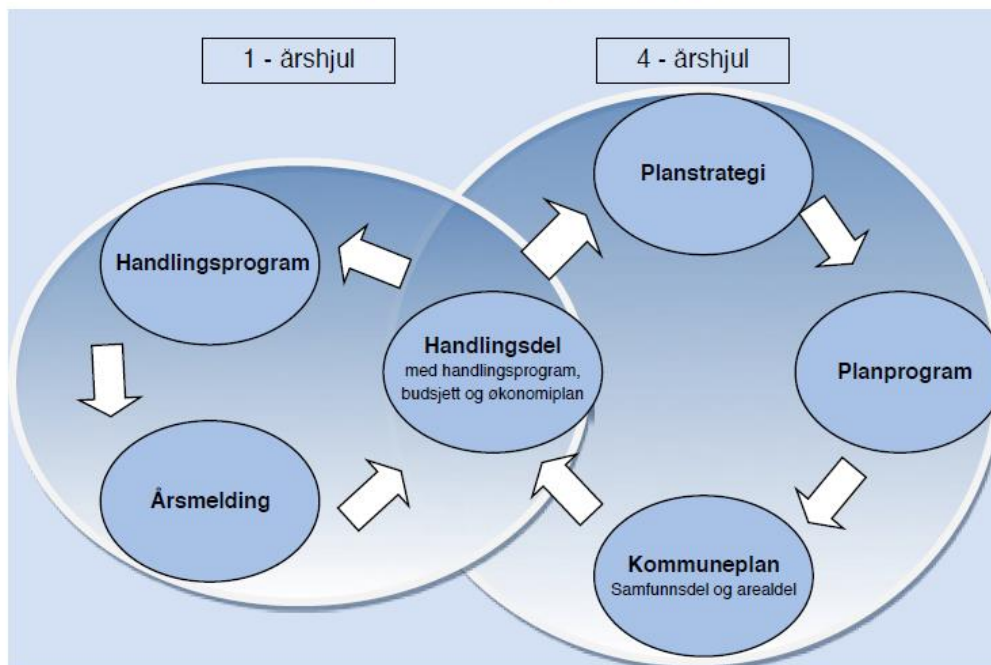 1 - årshjul
4 - årshjul
Planstrategi
Handlingsprogram
Handlingsdel
med handlingsprogram,
budsjett og økonomiplan
Planprogram
Årsmelding
Kommuneplan
Samfunnsdel og arealdel